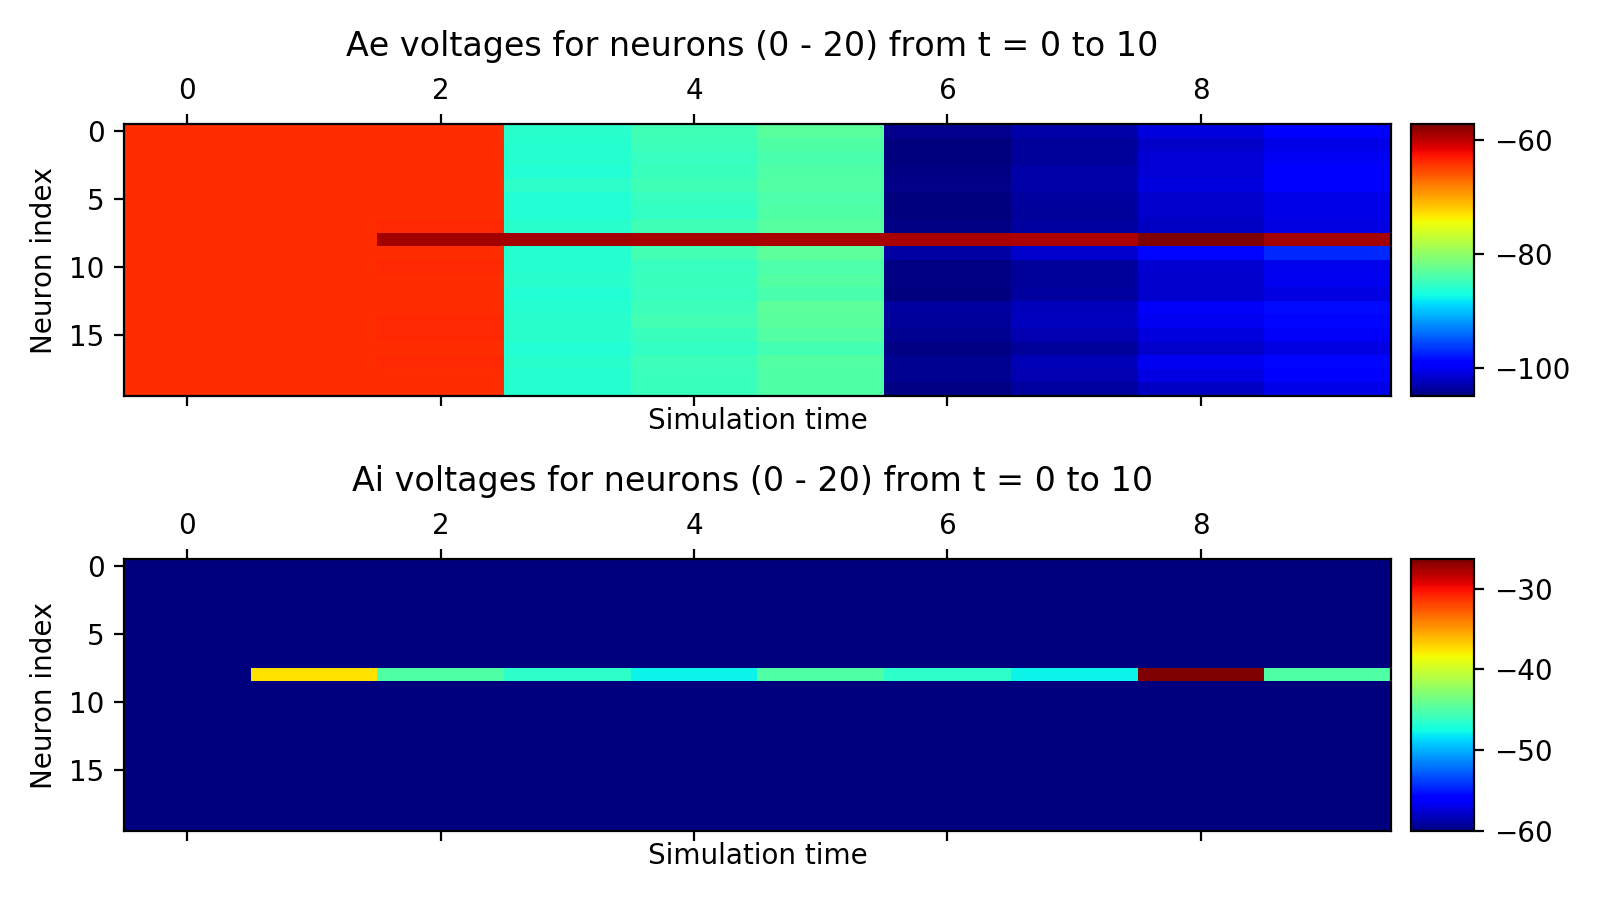 Ae voltages for neurons (0 - 20) from t = 0 to 10
0 2 4 6 8
Neuron index
0
5
10
15
−60
−80
−100
Simulation time
Ai voltages for neurons (0 - 20) from t = 0 to 10
0 2 4 6 8
Neuron index
0
5
10
15
−30
−40
−50
−60
Simulation time